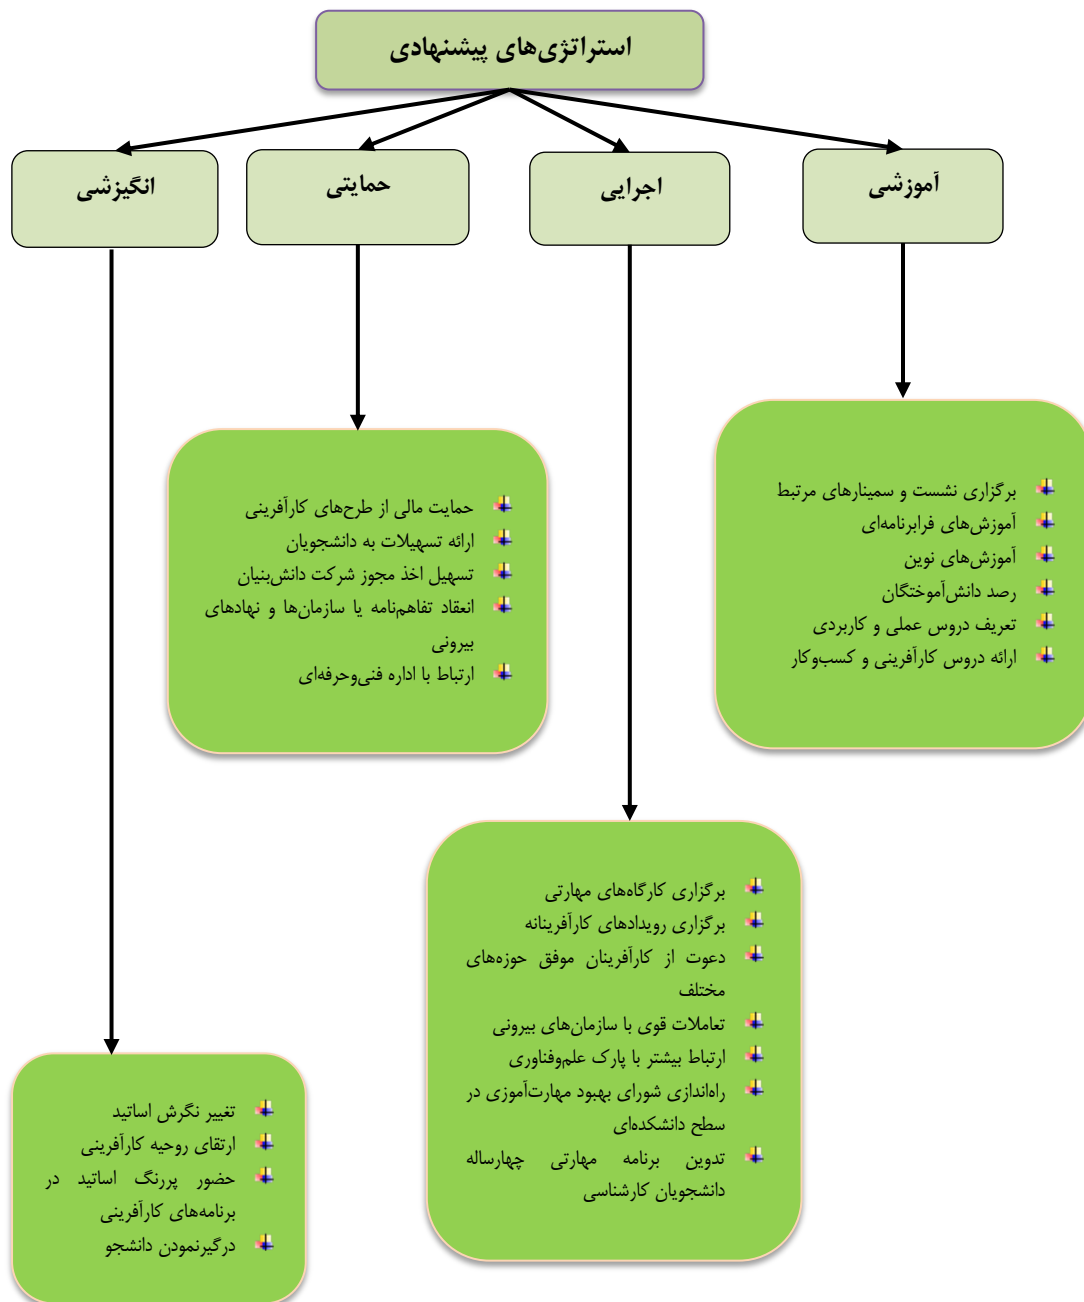 استراتژی‌های پیشنهادی
آموزشی
اجرایی
حمایتی
انگیزشی
برگزاری نشست و سمینارهای مرتبط
آموزش‌های فرابرنامه‌ای
آموزش‌های نوین
رصد دانش‌آموختگان
تعریف دروس عملی و کاربردی
ارائه دروس کارآفرینی و کسب‌وکار
حمایت مالی از طرح‌های کارآفرینی
ارائه تسهیلات به دانشجویان
تسهیل اخذ مجوز شرکت دانش‌بنیان
انعقاد تفاهم‌نامه یا سازمان‌ها و نهادهای
بیرونی
ارتباط با اداره فنی‌وحرفه‌ای
برگزاری کارگاه‌های مهارتی
برگزاری رویدادهای کارآفرینانه
دعوت از کارآفرینان موفق حوزه‌های
مختلف
تعاملات قوی با سازمان‌های بیرونی
ارتباط بیشتر با پارک علم‌وفناوری
راه‌اندازی شورای بهبود مهارت‌آموزی در
سطح دانشکده‌ای
تدوین برنامه مهارتی چهارساله
دانشجویان کارشناسی
تغییر نگرش اساتید
ارتقای روحیه کارآفرینی
حضور پررنگ اساتید در
برنامه‌های کارآفرینی
درگیرنمودن دانشجو